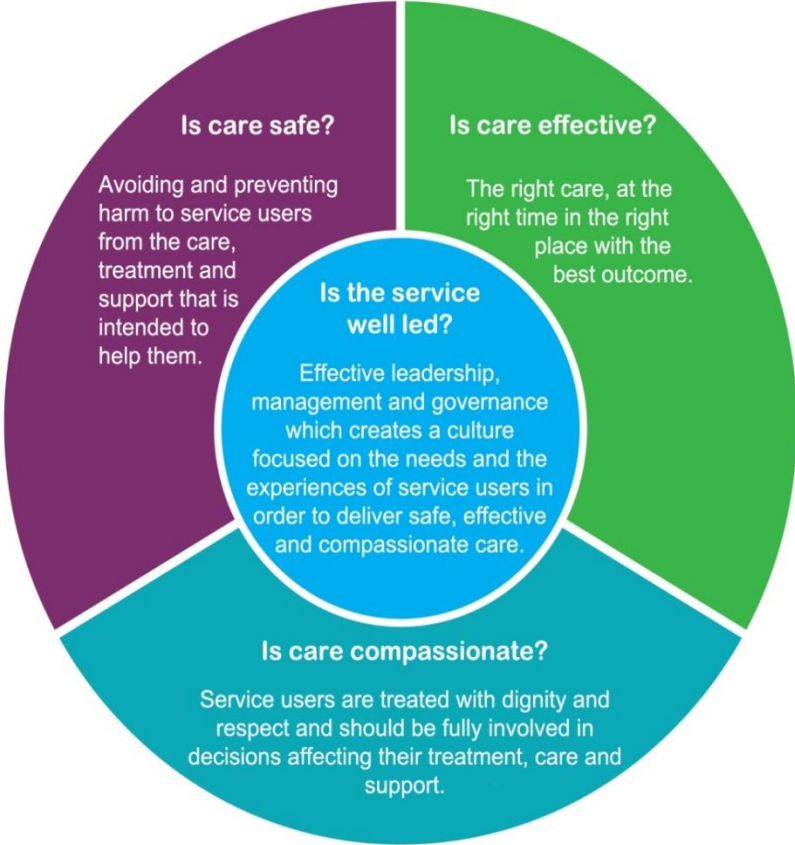 Is care safe?
Avoiding and preventing
harm to service users
from the care,
treatment and
support that is
intended to
help them.
Is care effective?
The right care, at the
right time in the right
place with the
best outcome.
Is the service
well led?
Effective leadership,
management and governance
which creates a culture
focused on the needs and the
experiences of service users in
order to deliver safe, effective
and compassionate care.
Is care compassionate?
Service users are treated with dignity and
respect and should be fully involved in
decisions affecting their treatment, care and
support.